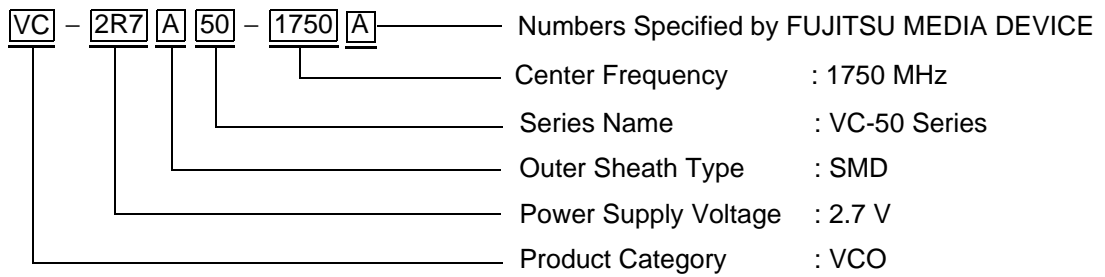 VC – 2R7 A 50 – 1750 A Numbers Specified by FUJITSU MEDIA DEVICE
Center Frequency : 1750 MHz
Series Name : VC-50 Series
Outer Sheath Type : SMD
Power Supply Voltage : 2.7 V
Product Category : VCO